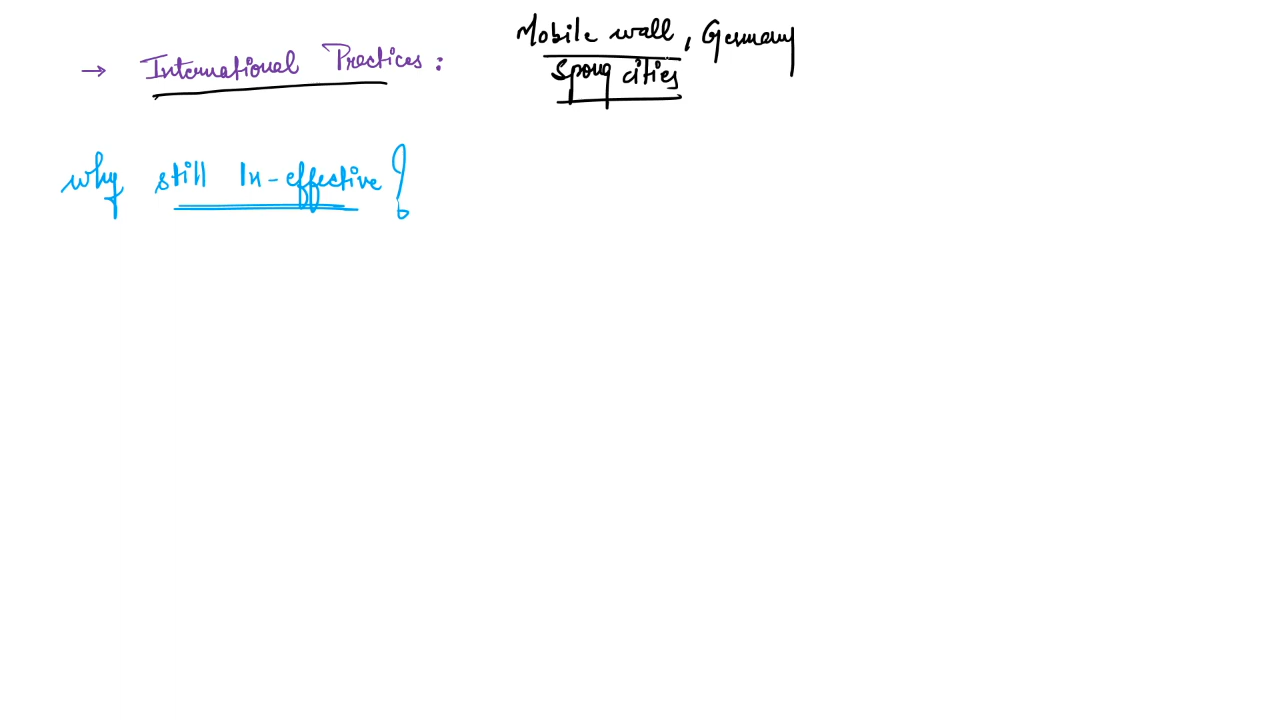 Mobile wall, Germany
→ International Practices:
Spong cities
why still In-effective?